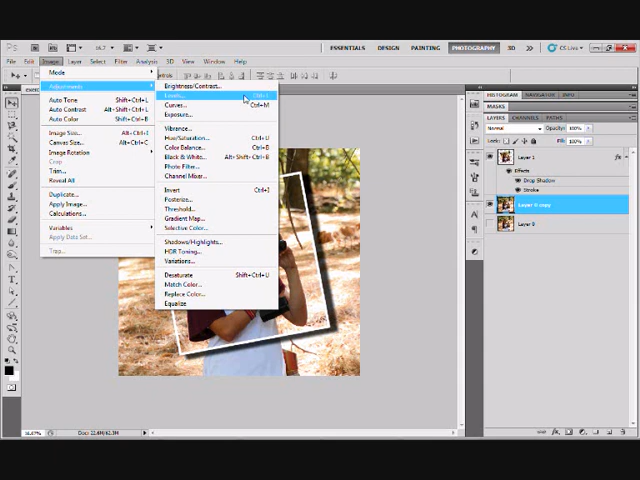 Ps
16.7
ESSENTIALS
DESIGN
PAINTING
PHOTOGRAPHY
3D
CS Live
File
Edit
Image
Layer
Select
Filter
Analysis
3D
View
Window
Help
Mode
Adjustments
Auto Tone Shift+Ctrl+L
Auto Contrast Alt+Shift+Ctrl+L
Auto Color Shift+Ctrl+B
Image Size... Alt+Ctrl+I
Canvas Size... Alt+Ctrl+C
Image Rotation
Crop
Trim...
Reveal All
Duplicate...
Apply Image...
Calculations...
Variables
Apply Data Set...
Trap...
Brightness/Contrast...
Levels... Ctrl+L
Curves... Ctrl+M
Exposure...
Vibrance...
Hue/Saturation... Ctrl+U
Color Balance... Ctrl+B
Black & White... Alt+Shift+Ctrl+B
Photo Filter...
Channel Mixer...
Invert Ctrl+I
Posterize...
Threshold...
Gradient Map...
Selective Color...
Shadows/Highlights...
HDR Toning...
Variations...
Desaturate Shift+Ctrl+U
Match Color...
Replace Color...
Equalize
HISTOGRAM
NAVIGATOR
INFO
MASKS
LAYERS
CHANNELS
PATHS
Normal
Opacity: 100%
Lock:
Fill: 100%
Layer 1
fx
Effects
Drop Shadow
Stroke
Layer 0 copy
Layer 0
16.67%